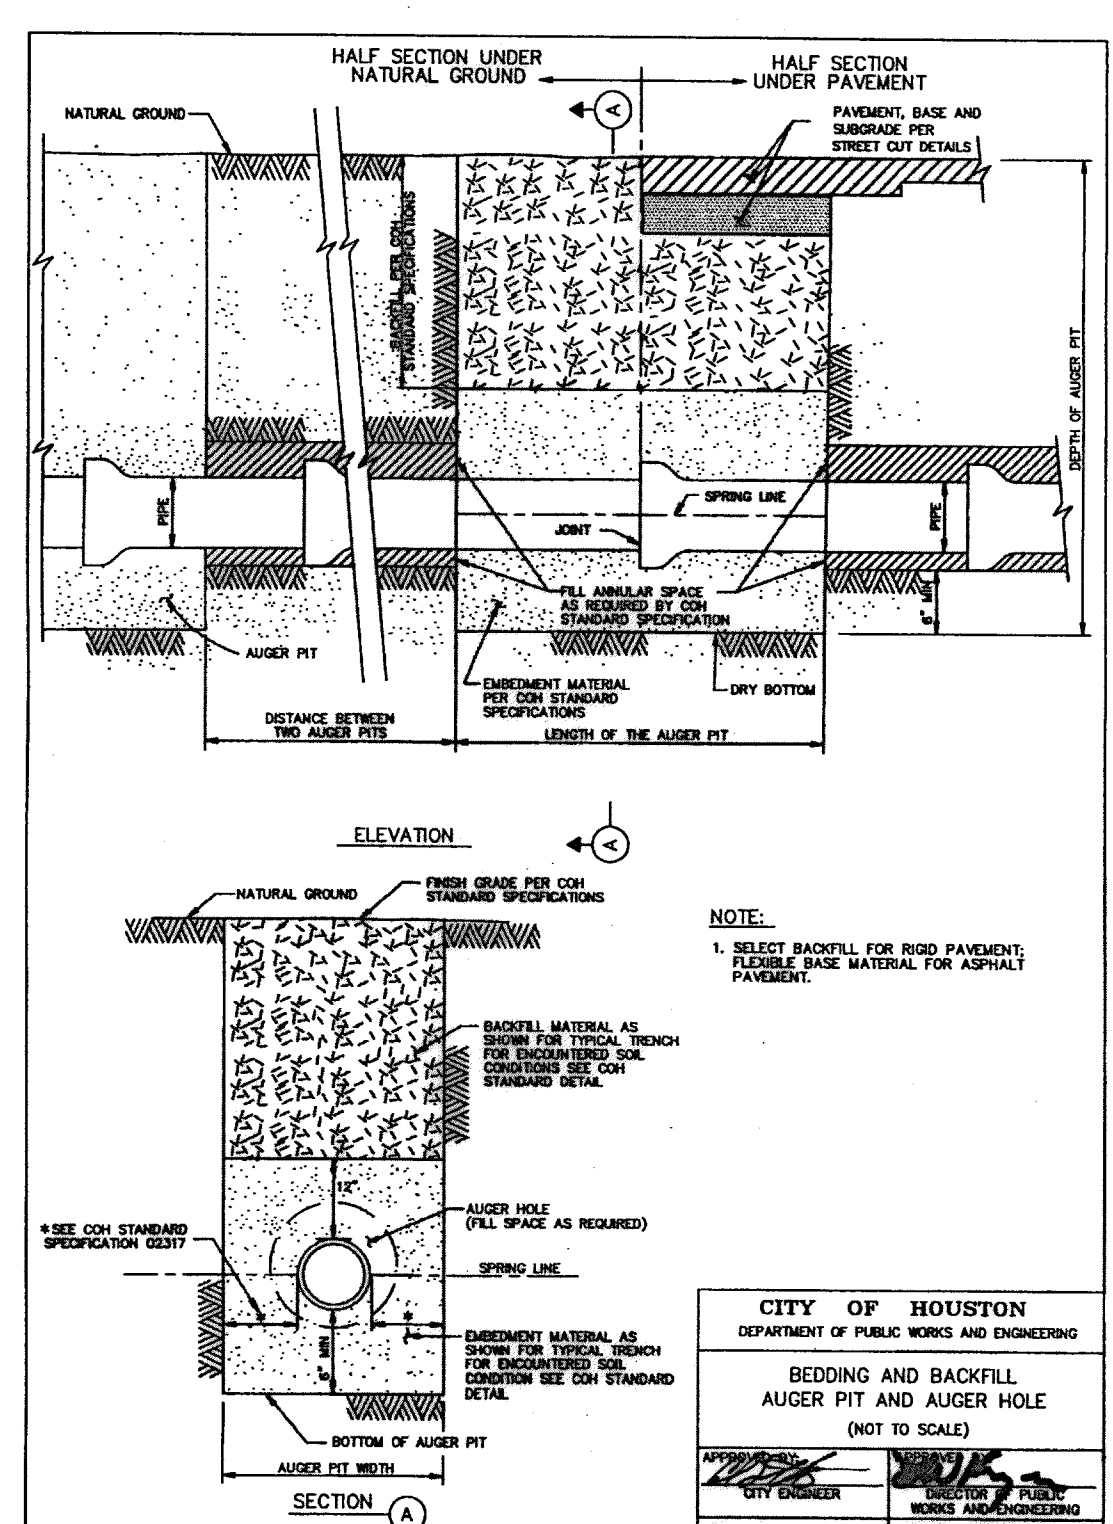 HALF SECTION UNDER
NATURAL GROUND
HALF SECTION
UNDER PAVEMENT
A
NATURAL GROUND
PAVEMENT, BASE AND
SUBGRADE PER
STREET CUT DETAILS
BACKFILL PER COH
STANDARD SPECIFICATIONS
DEPTH OF AUGER PIT
PIPE
SPRING LINE
JOINT
PIPE
FILL ANNULAR SPACE
AS REQUIRED BY COH
STANDARD SPECIFICATION
6" MIN
AUGER PIT
EMBEDMENT MATERIAL
PER COH STANDARD
SPECIFICATIONS
DRY BOTTOM
DISTANCE BETWEEN
TWO AUGER PITS
LENGTH OF THE AUGER PIT
ELEVATION
A
NATURAL GROUND
FINISH GRADE PER COH
STANDARD SPECIFICATIONS
NOTE:
1. SELECT BACKFILL FOR RIGID PAVEMENT;
FLEXIBLE BASE MATERIAL FOR ASPHALT
PAVEMENT.
BACKFILL MATERIAL AS
SHOWN FOR TYPICAL TRENCH
FOR ENCOUNTERED SOIL
CONDITIONS SEE COH
STANDARD DETAIL
12"
AUGER HOLE
(FILL SPACE AS REQUIRED)
*SEE COH STANDARD
SPECIFICATION 02317
SPRING LINE
*
6" MIN
*
EMBEDMENT MATERIAL AS
SHOWN FOR TYPICAL TRENCH
FOR ENCOUNTERED SOIL
CONDITION SEE COH STANDARD
DETAIL
BOTTOM OF AUGER PIT
AUGER PIT WIDTH
SECTION A
CITY OF HOUSTON
DEPARTMENT OF PUBLIC WORKS AND ENGINEERING
BEDDING AND BACKFILL
AUGER PIT AND AUGER HOLE
(NOT TO SCALE)
APPROVED BY:
CITY ENGINEER
APPROVED BY:
DIRECTOR OF PUBLIC
WORKS AND ENGINEERING